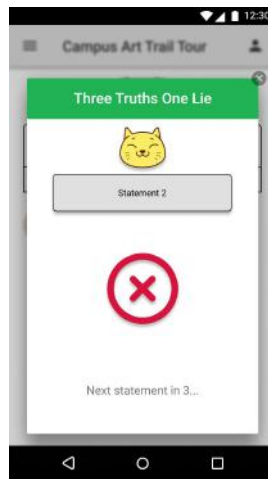 12:30
Campus Art Trail Tour
Three Truths One Lie
Statement 2
Next statement in 3...